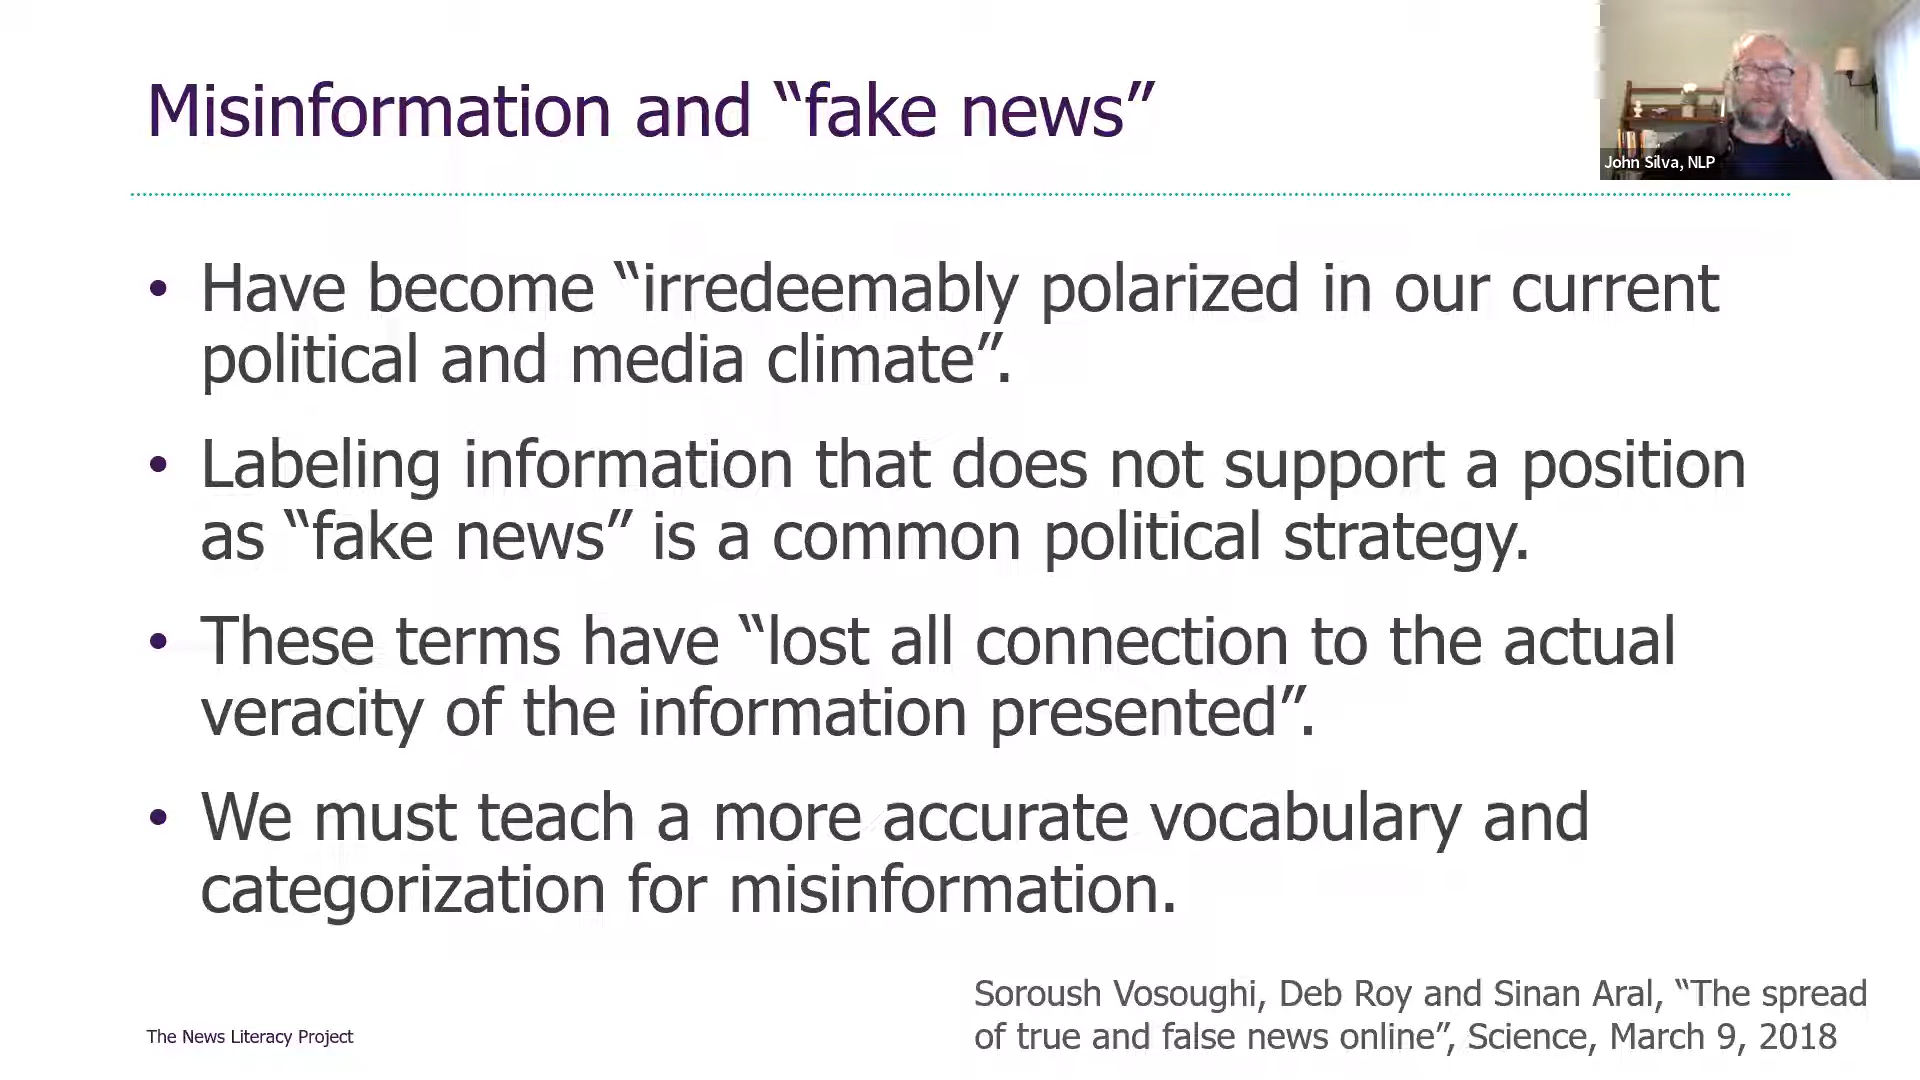 Misinformation and “fake news”
John Silva, NLP
• Have become “irredeemably polarized in our current
political and media climate”.
• Labeling information that does not support a position
as “fake news” is a common political strategy.
• These terms have “lost all connection to the actual
veracity of the information presented”.
• We must teach a more accurate vocabulary and
categorization for misinformation.
Soroush Vosoughi, Deb Roy and Sinan Aral, “The spread
of true and false news online”, Science, March 9, 2018
The News Literacy Project